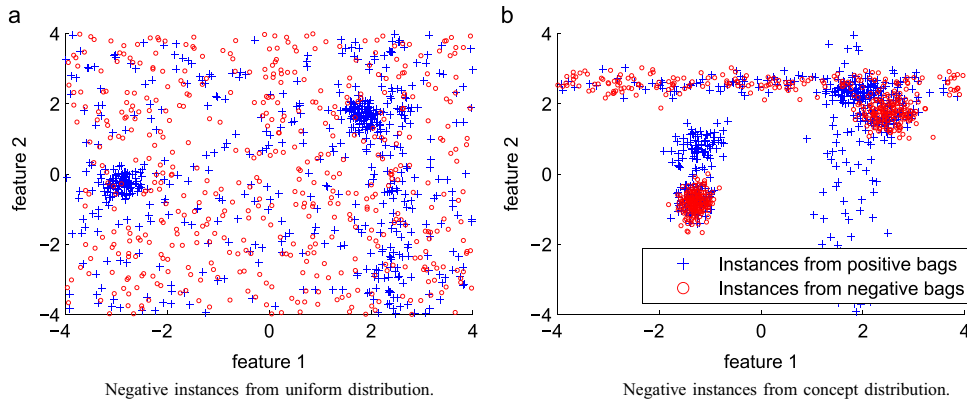 a
4
2
0
−2
−4
−4
−2
0
2
4
feature 2
feature 1
Negative instances from uniform distribution.
b
4
2
0
−2
−4
−4
−2
0
2
4
feature 2
feature 1
Instances from positive bags
Instances from negative bags
Negative instances from concept distribution.